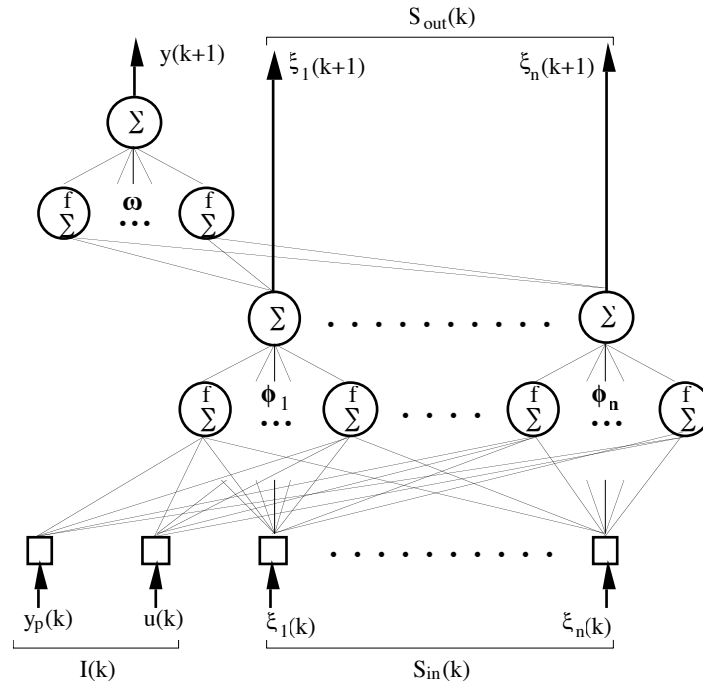 S_out(k)
y(k+1) ξ_1(k+1) ξ_n(k+1)
Σ
f ω f
Σ ... Σ
Σ . . . . . . . . . . Σ
f ϕ_1 f f ϕ_n f
Σ ... Σ . . . . Σ ... Σ
. . . . . . . . . .
y_p(k) u(k) ξ_1(k) ξ_n(k)
I(k) S_in(k)